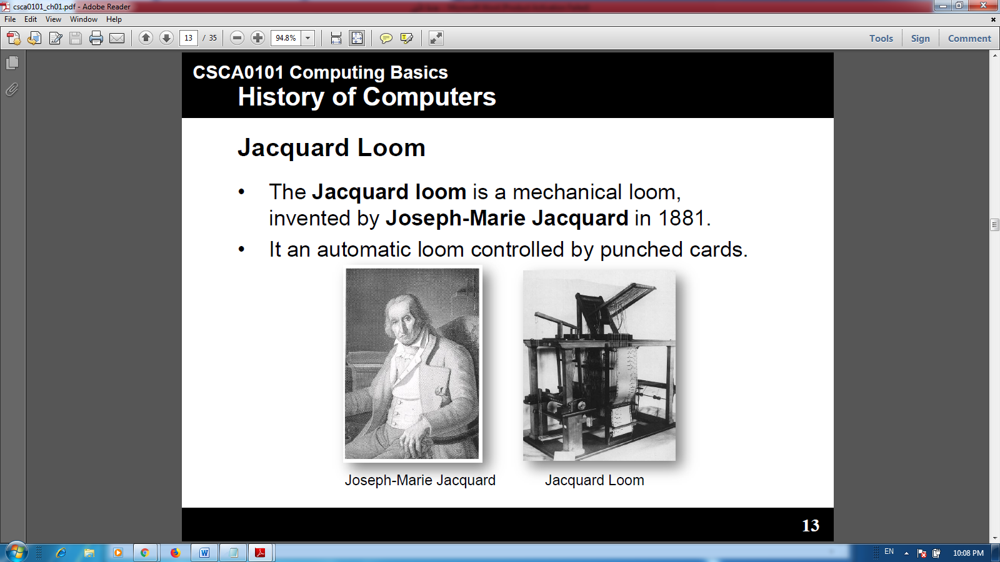 csca0101_ch01.pdf - Adobe Reader
File Edit View Window Help
13 / 35 94.8% Tools Sign Comment
CSCA0101 Computing Basics
History of Computers
Jacquard Loom
• The Jacquard loom is a mechanical loom,
invented by Joseph-Marie Jacquard in 1881.
• It an automatic loom controlled by punched cards.
Joseph-Marie Jacquard Jacquard Loom
13
EN 10:08 PM